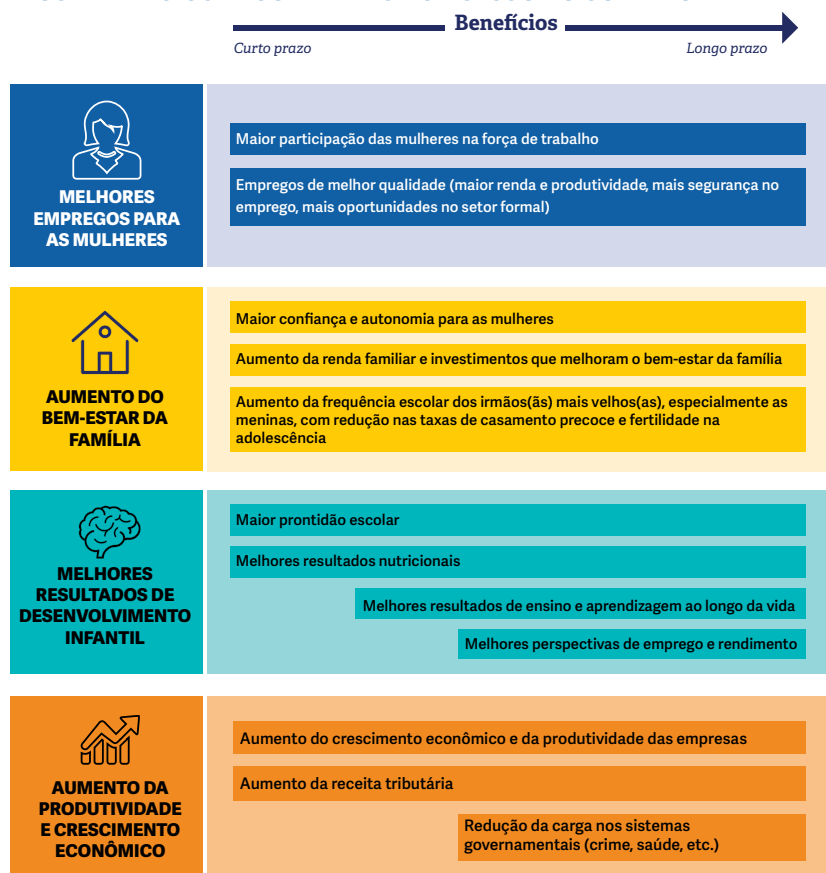 Benefícios
Curto prazo
Longo prazo
MELHORES
EMPREGOS PARA
AS MULHERES
Maior participação das mulheres na força de trabalho
Empregos de melhor qualidade (maior renda e produtividade, mais segurança no
emprego, mais oportunidades no setor formal)
AUMENTO DO
BEM-ESTAR DA
FAMÍLIA
Maior confiança e autonomia para as mulheres
Aumento da renda familiar e investimentos que melhoram o bem-estar da família
Aumento da frequência escolar dos irmãos(ãs) mais velhos(as), especialmente as
meninas, com redução nas taxas de casamento precoce e fertilidade na
adolescência
MELHORES
RESULTADOS DE
DESENVOLVIMENTO
INFANTIL
Maior prontidão escolar
Melhores resultados nutricionais
Melhores resultados de ensino e aprendizagem ao longo da vida
Melhores perspectivas de emprego e rendimento
AUMENTO DA
PRODUTIVIDADE
E CRESCIMENTO
ECONÔMICO
Aumento do crescimento econômico e da produtividade das empresas
Aumento da receita tributária
Redução da carga nos sistemas
governamentais (crime, saúde, etc.)